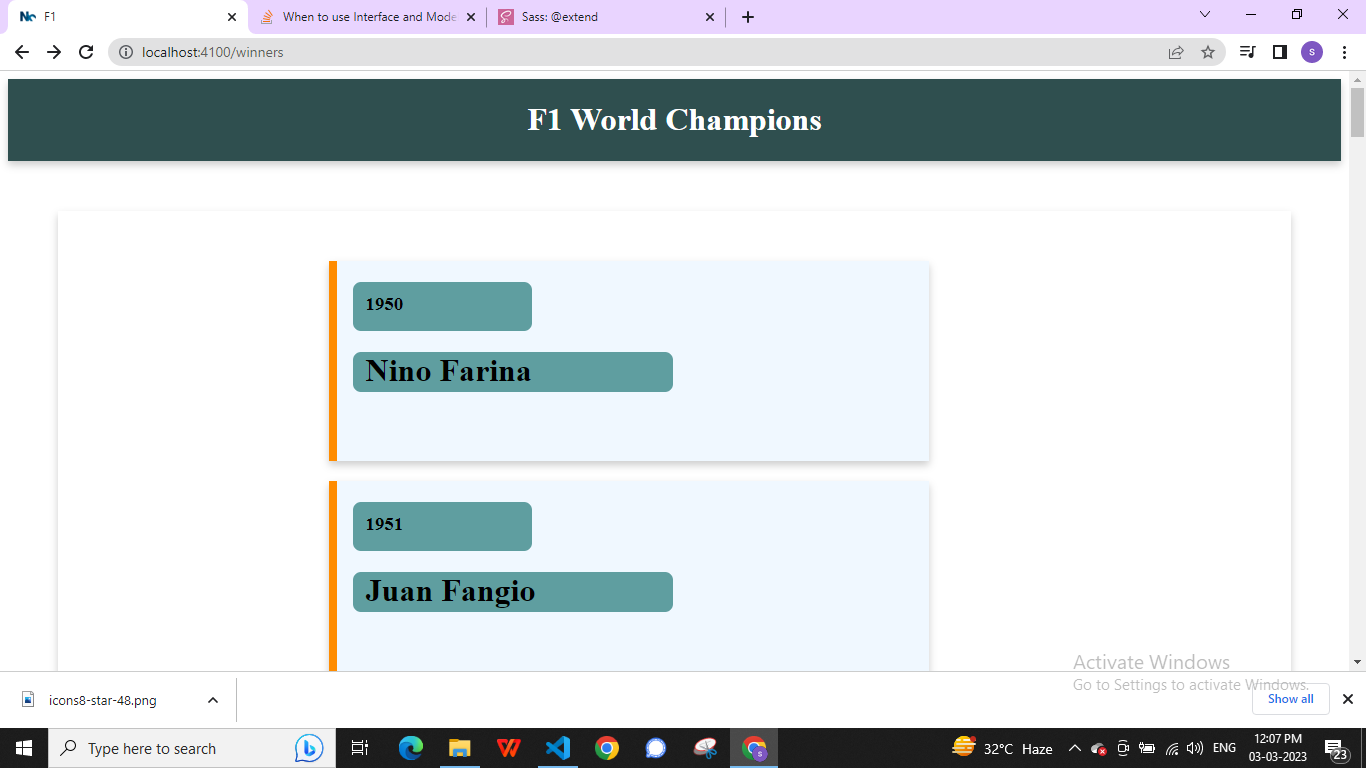 F1
When to use Interface and Mode
Sass: @extend
S
localhost:4100/winners
s
F1 World Champions
1950
Nino Farina
1951
Juan Fangio
Activate Windows
Go to Settings to activate Windows.
icons8-star-48.png
Show all
Type here to search
32°C Haze
ENG
12:07 PM
03-03-2023
23